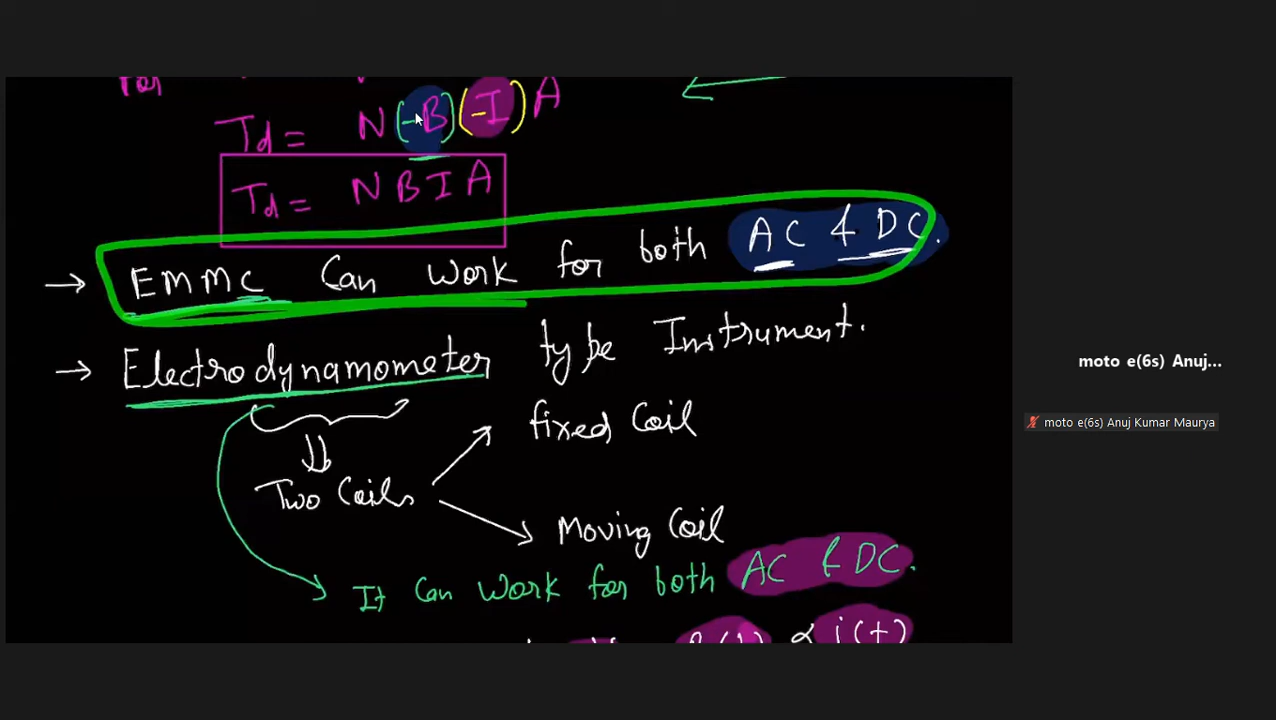 for
Td = N (-B) (-I) A
Td = N B I A
→ EMMC Can Work for both AC & DC.
→ Electrodynamometer type Instrument.
fixed Coil
Two Coils
Moving Coil
It Can Work for both AC & DC.
∝ i(t)
moto e(6s) Anuj...
moto e(6s) Anuj Kumar Maurya